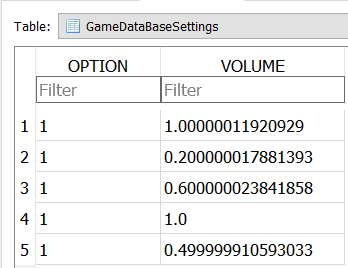 Table: GameDataBaseSettings
OPTION VOLUME
Filter Filter
1 1 1.00000011920929
2 1 0.200000017881393
3 1 0.600000023841858
4 1 1.0
5 1 0.499999910593033